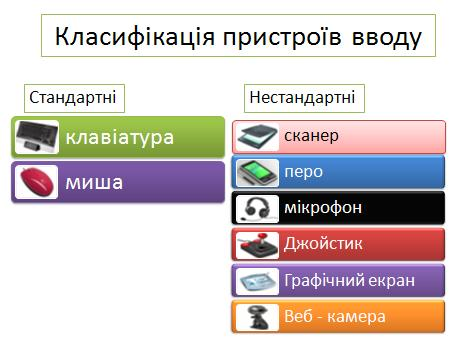 Класифікація пристроїв вводу
Стандартні
клавіатура
миша
Нестандартні
сканер
перо
мікрофон
Джойстик
Графічний екран
Веб - камера